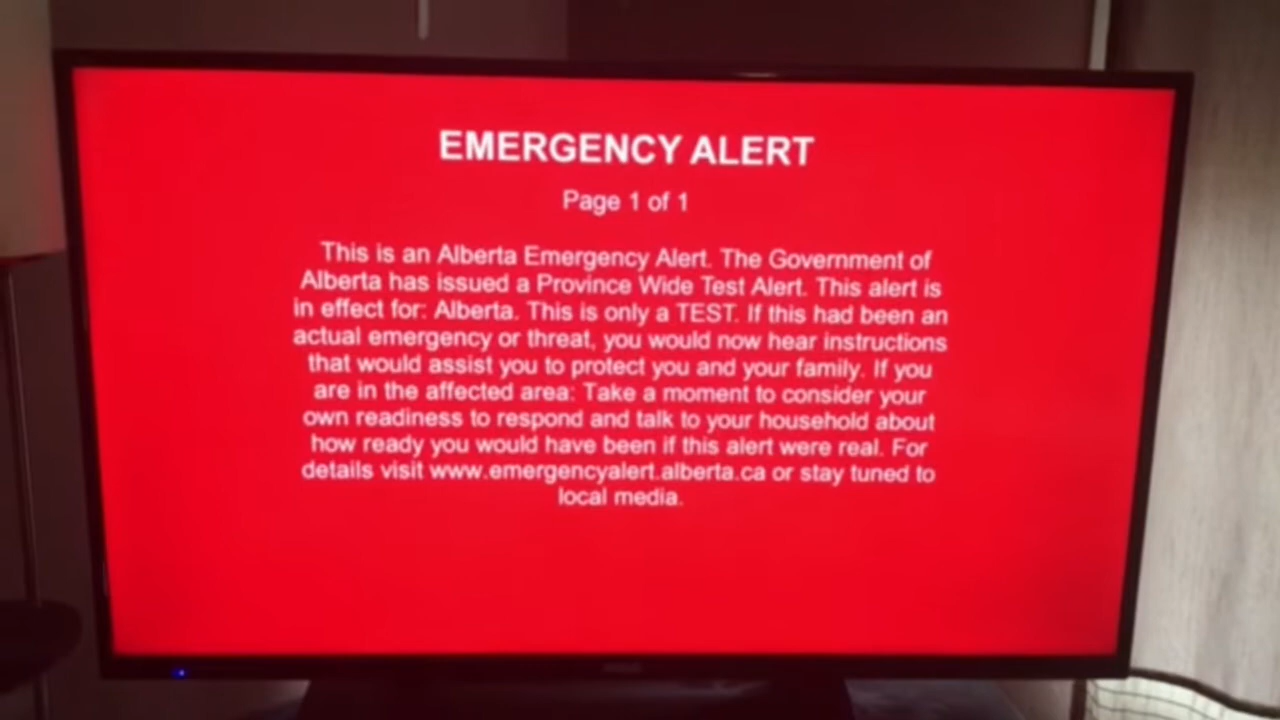 EMERGENCY ALERT
Page 1 of 1
This is an Alberta Emergency Alert. The Government of
Alberta has issued a Province Wide Test Alert. This alert is
in effect for: Alberta. This is only a TEST. If this had been an
actual emergency or threat, you would now hear instructions
that would assist you to protect you and your family. If you
are in the affected area: Take a moment to consider your
own readiness to respond and talk to your household about
how ready you would have been if this alert were real. For
details visit www.emergencyalert.alberta.ca or stay tuned to
local media.